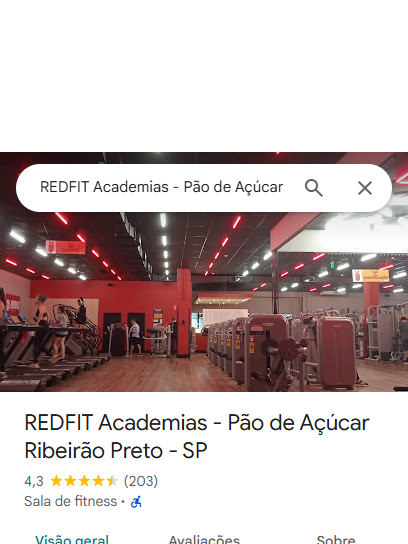 REDFIT Academias - Pão de Açúcar
REDFIT Academias - Pão de Açúcar
Ribeirão Preto - SP
4,3 (203)
Sala de fitness ·
Visão geral Avaliações Sobre